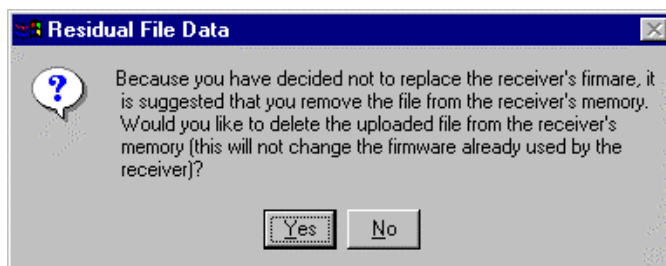 Residual File Data
Because you have decided not to replace the receiver's firmare, it
is suggested that you remove the file from the receiver's memory.
Would you like to delete the uploaded file from the receiver's
memory (this will not change the firmware already used by the
receiver)?
Yes No